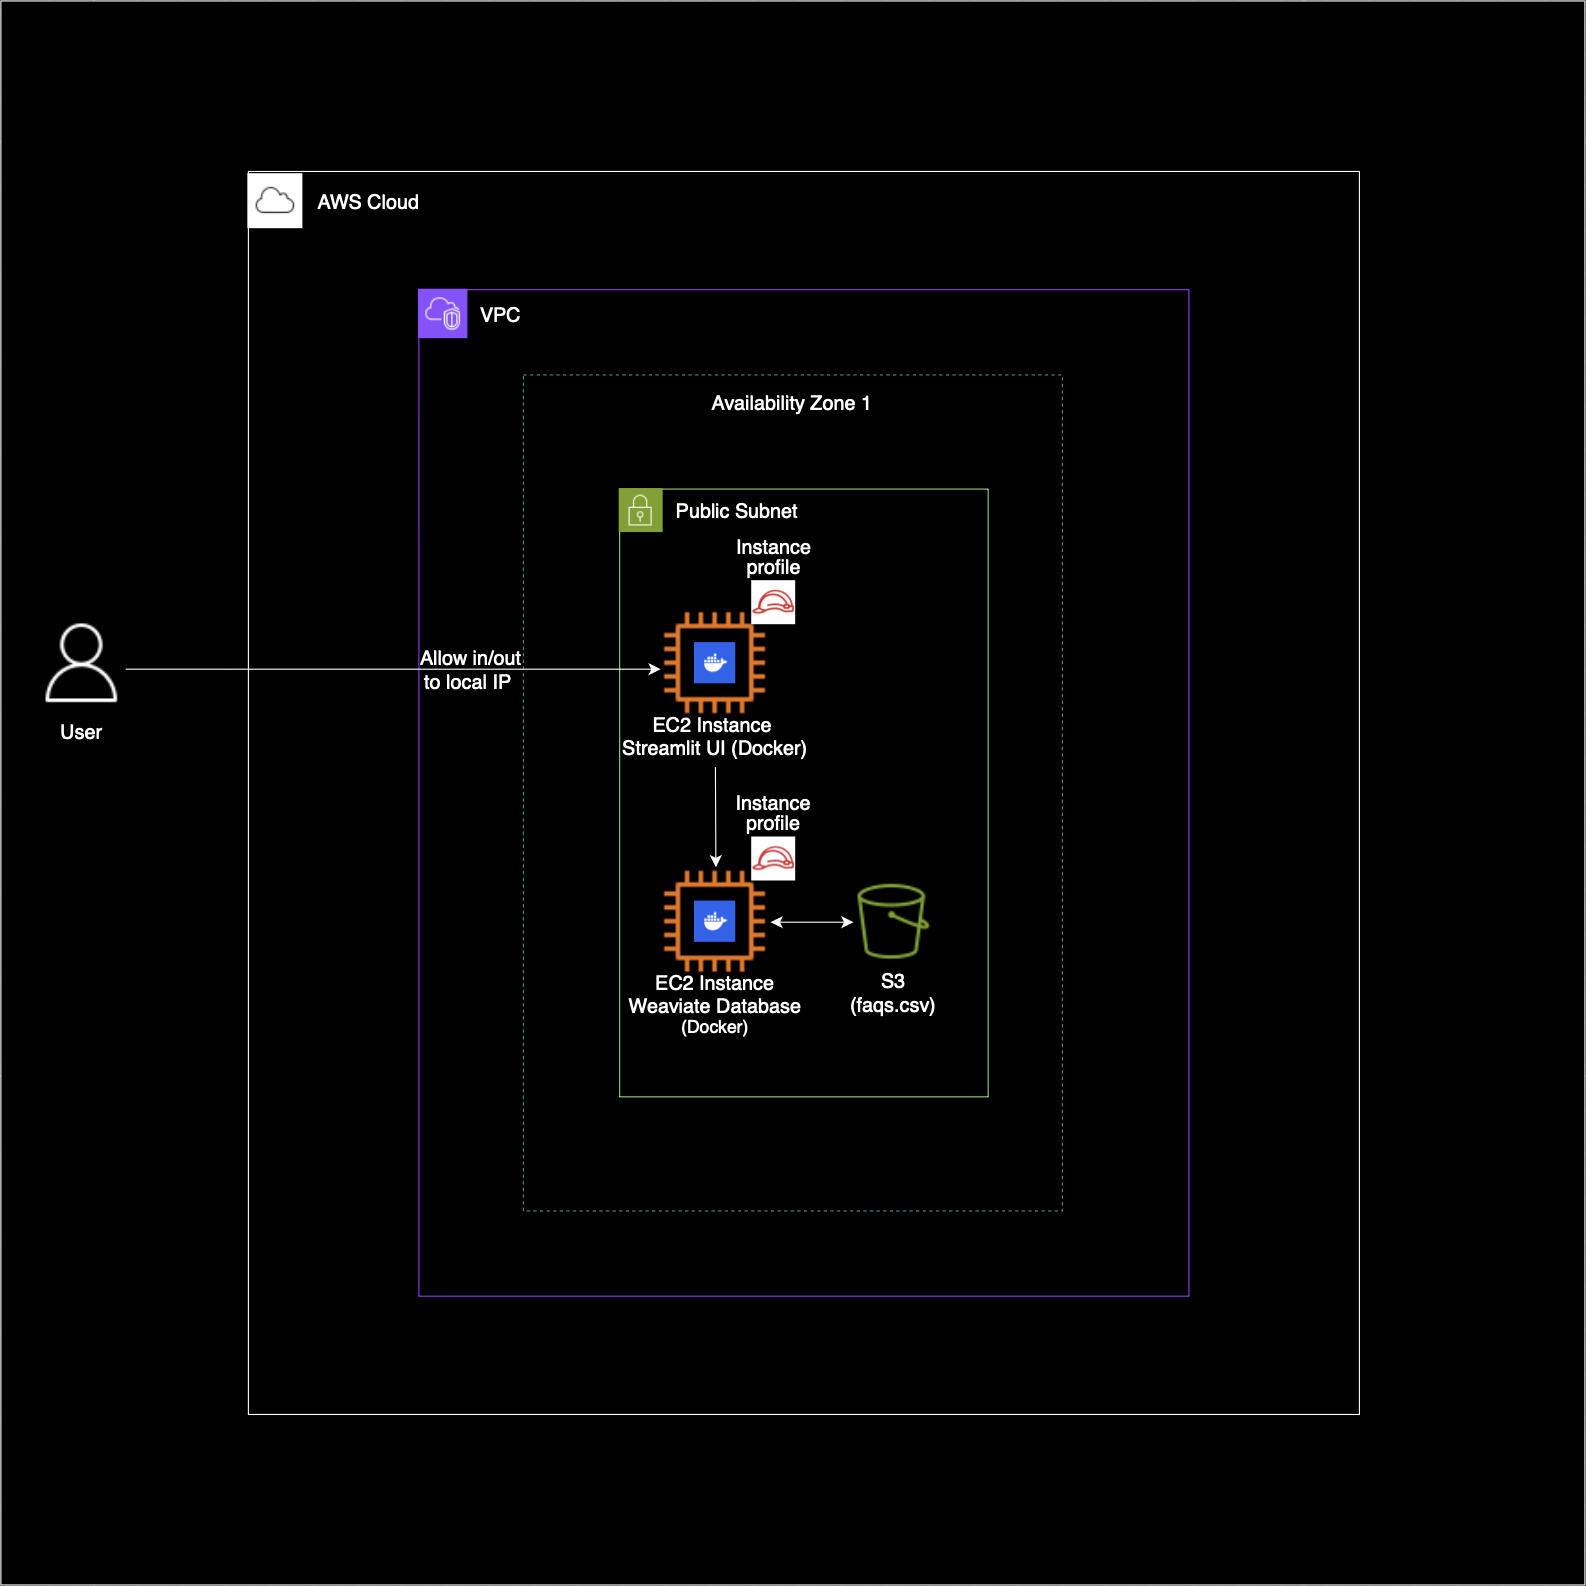 AWS Cloud
VPC
Availability Zone 1
Public Subnet
Instance
profile
Allow in/out
to local IP
User
EC2 Instance
Streamlit UI (Docker)
Instance
profile
EC2 Instance
Weaviate Database
(Docker)
S3
(faqs.csv)